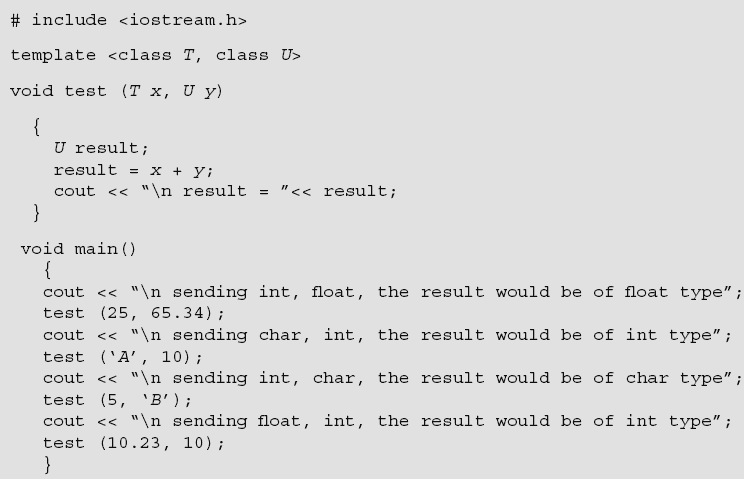 # include <iostream.h>
template <class T, class U>
void test (T x, U y)
{
U result;
result = x + y;
cout << “\n result = ”<< result;
}
void main()
{
cout << “\n sending int, float, the result would be of float type”;
test (25, 65.34);
cout << “\n sending char, int, the result would be of int type”;
test (‘A’, 10);
cout << “\n sending int, char, the result would be of char type”;
test (5, ‘B’);
cout << “\n sending float, int, the result would be of int type”;
test (10.23, 10);
}